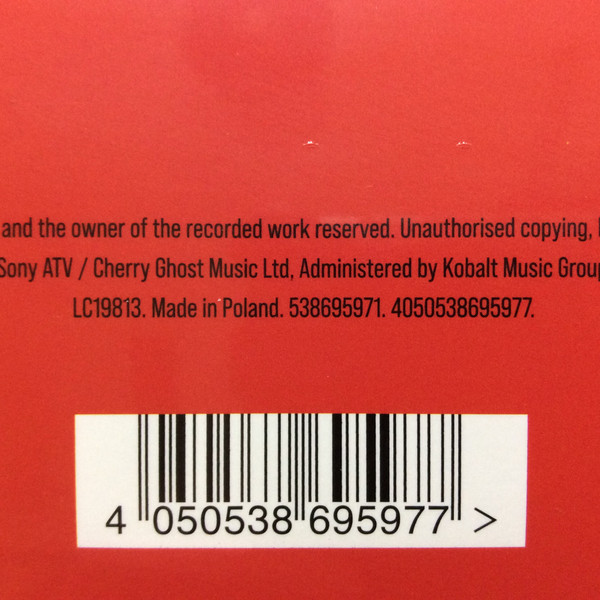 and the owner of the recorded work reserved. Unauthorised copying,
Sony ATV / Cherry Ghost Music Ltd, Administered by Kobalt Music Group
LC19813. Made in Poland. 538695971. 4050538695977.
4 050538 695977 >